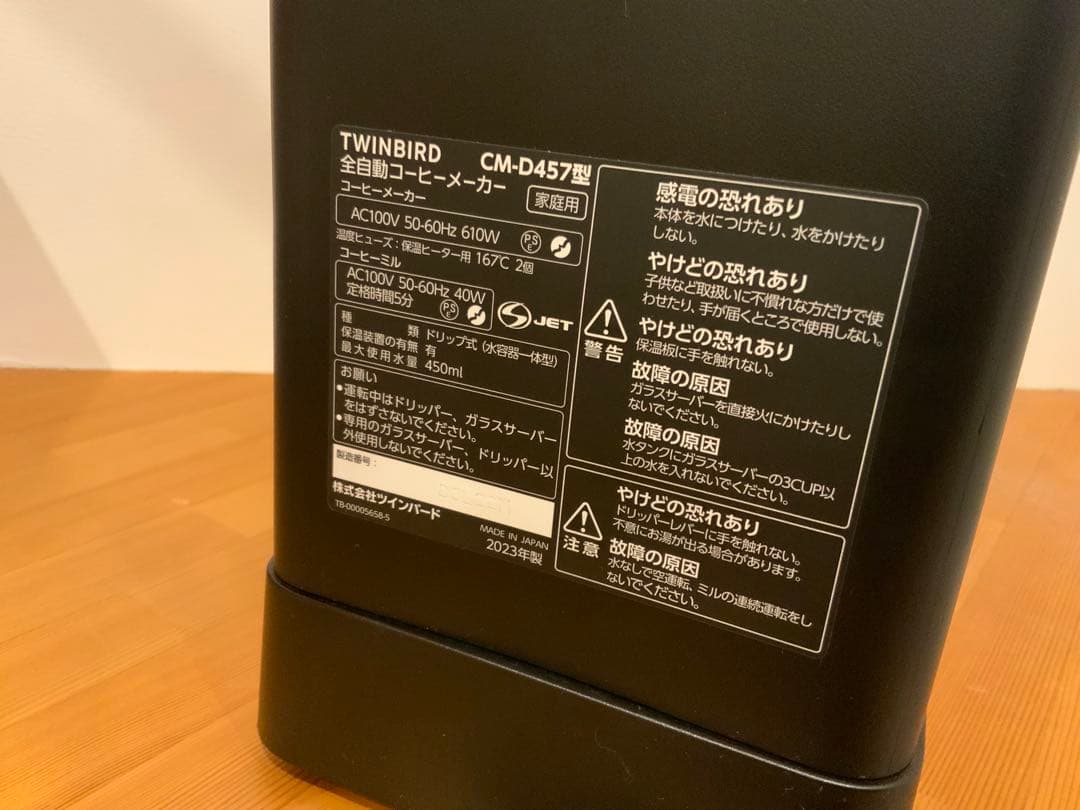 TWINBIRD CM-D457型
全自動コーヒーメーカー 家庭用
コーヒーメーカー
AC100V 50-60Hz 610W
PSE
温度ヒューズ:保温ヒーター用 167℃ 2個
コーヒーミル
AC100V 50-60Hz 40W
定格時間5分
PSE
JET
種 類 ドリップ式(水容器一体型)
保温装置の有無 有
最大使用水量 450ml
お願い
●運転中はドリッパー、ガラスサーバー
をはずさないでください。
●専用のガラスサーバー、ドリッパー以
外使用しないでください。
製造番号:
株式会社ツインバード
TB-00005658-5
MADE IN JAPAN
2023年製
警告
感電の恐れあり
本体を水につけたり、水をかけたり
しない。
やけどの恐れあり
子供など取扱いに不慣れな方だけで使
わせたり、手が届くところで使用しない。
やけどの恐れあり
保温板に手を触れない。
故障の原因
ガラスサーバーを直接火にかけたりし
ないでください。
故障の原因
水タンクにガラスサーバーの3CUP以
上の水を入れないでください。
注意
やけどの恐れあり
ドリッパーレバーに手を触れない。
不意にお湯が出る場合があります。
故障の原因
水なしで空運転、ミルの連続運転をし
ないでください。